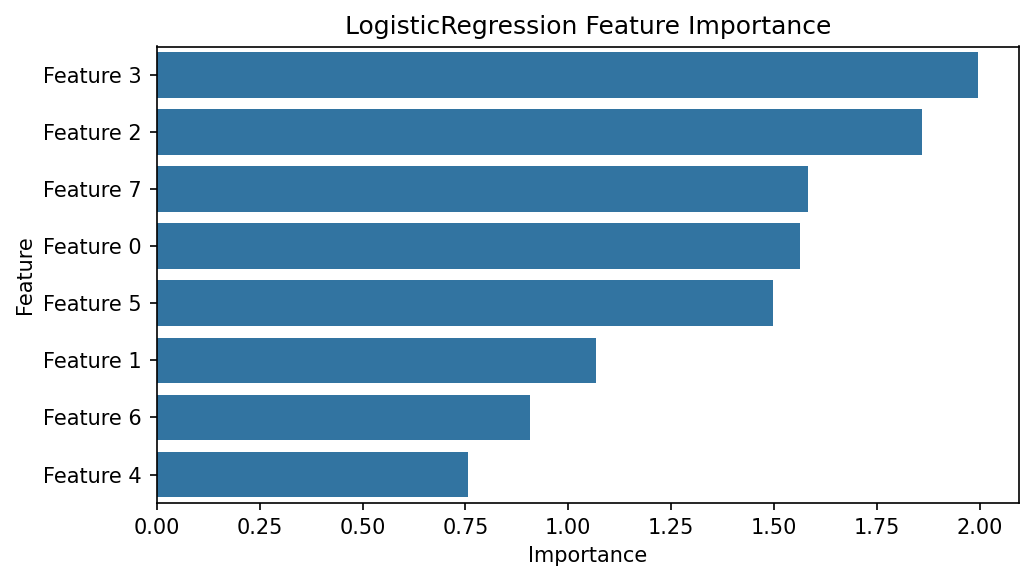 LogisticRegression Feature Importance
Feature
Feature 3
Feature 2
Feature 7
Feature 0
Feature 5
Feature 1
Feature 6
Feature 4
0.00 0.25 0.50 0.75 1.00 1.25 1.50 1.75 2.00
Importance